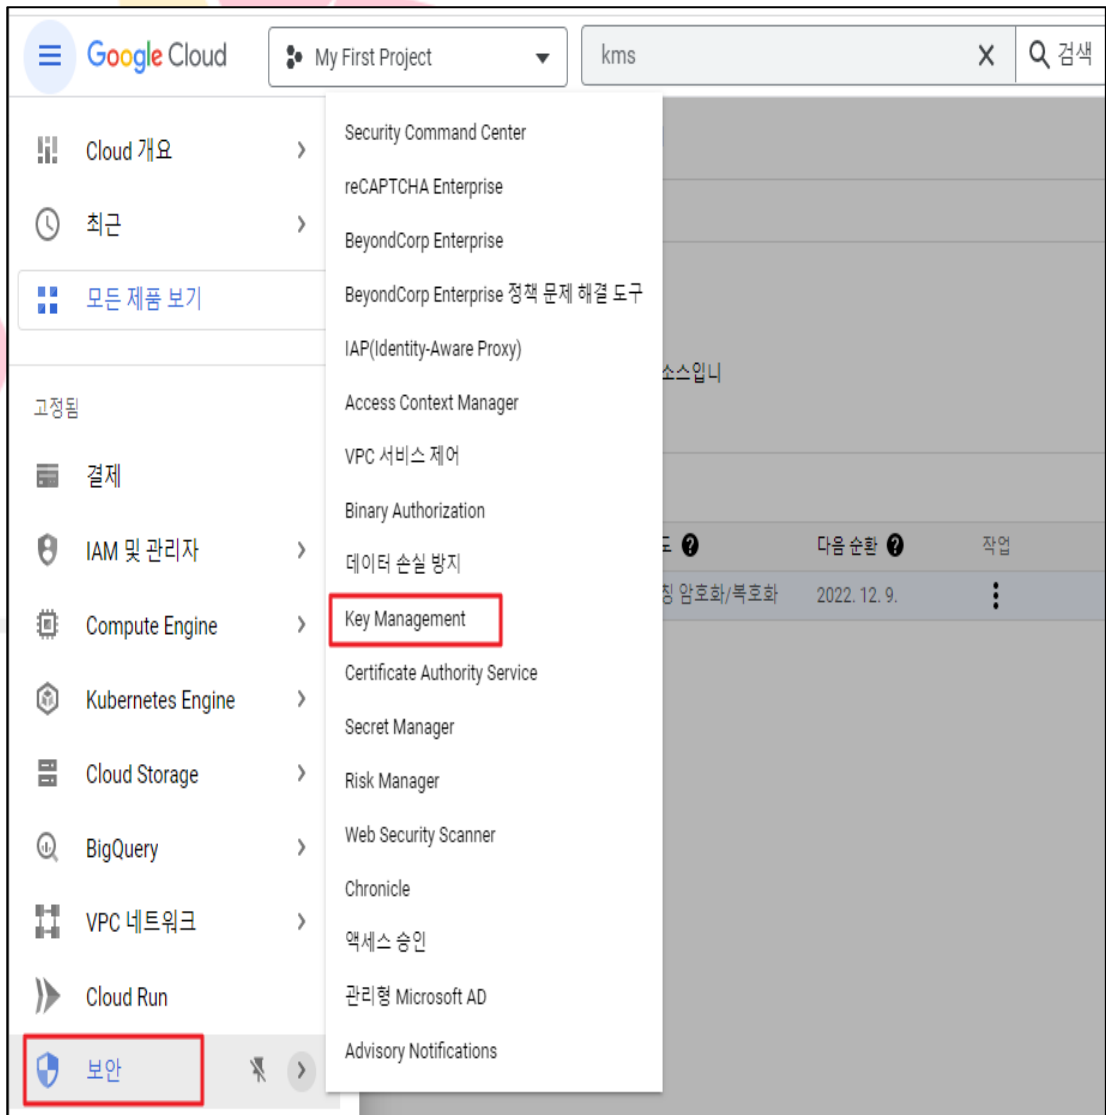 Google Cloud
My First Project
kms
검색
Cloud 개요
최근
모든 제품 보기
고정됨
결제
IAM 및 관리자
Compute Engine
Kubernetes Engine
Cloud Storage
BigQuery
VPC 네트워크
Cloud Run
보안
Security Command Center
reCAPTCHA Enterprise
BeyondCorp Enterprise
BeyondCorp Enterprise 정책 문제 해결 도구
IAP(Identity-Aware Proxy)
Access Context Manager
VPC 서비스 제어
Binary Authorization
데이터 손실 방지
Key Management
Certificate Authority Service
Secret Manager
Risk Manager
Web Security Scanner
Chronicle
액세스 승인
관리형 Microsoft AD
Advisory Notifications
소스입니
도 다음 순환 작업
칭 암호화/복호화 2022. 12. 9.